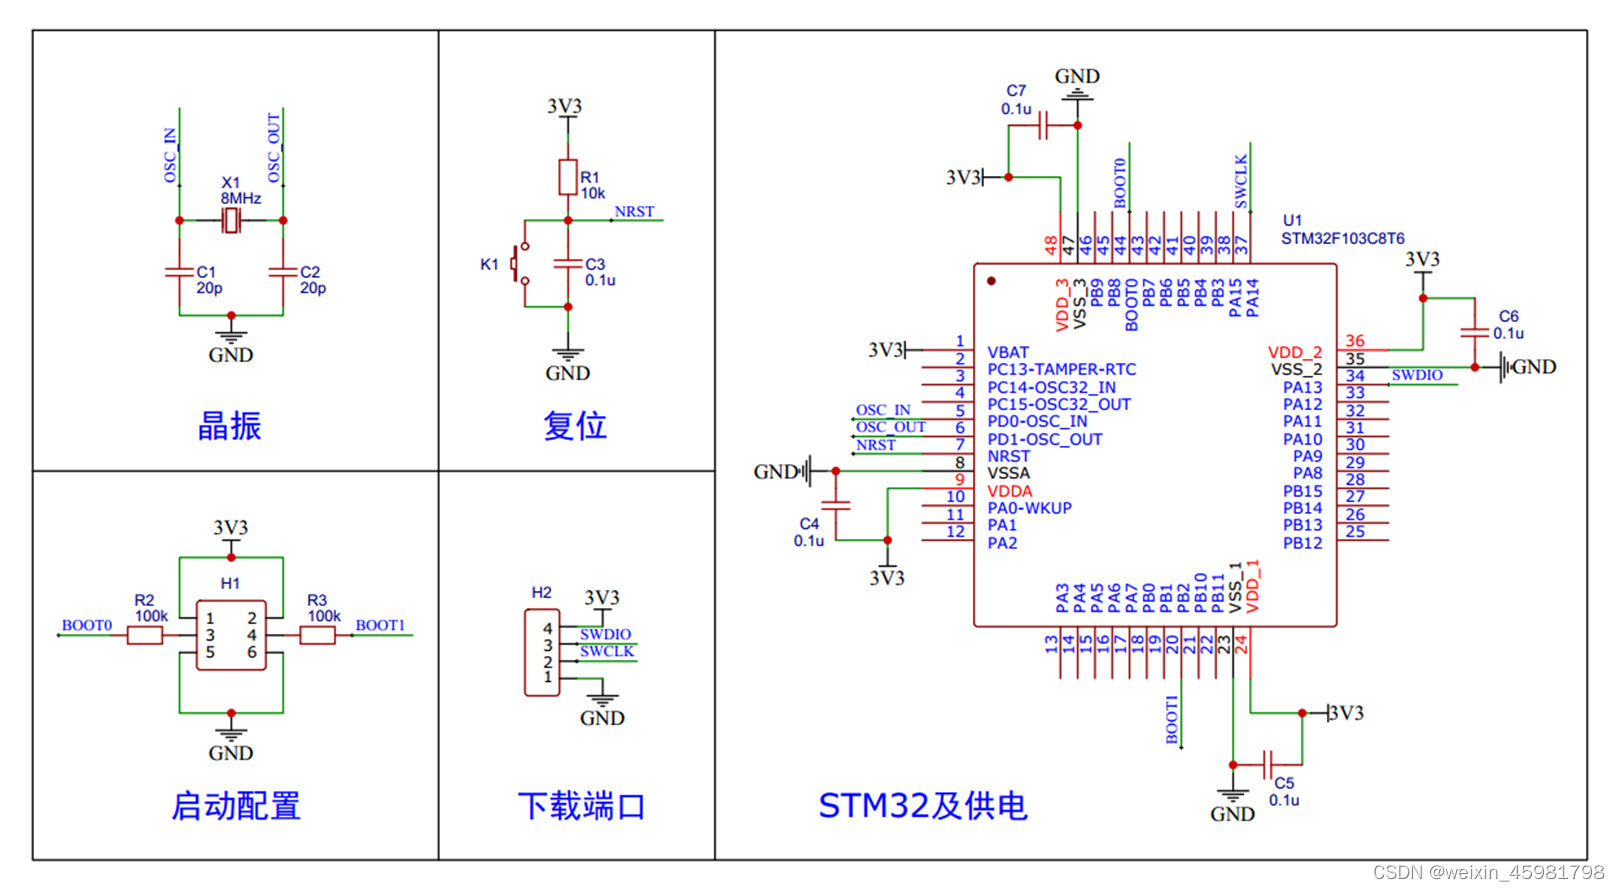 OSC_IN
OSC_OUT
X1
8MHz
C1
20p
C2
20p
GND
晶振
3V3
R1
10k
NRST
K1
C3
0.1u
GND
复位
3V3
H1
R2
100k
R3
100k
BOOT0
BOOT1
1 2
3 4
5 6
GND
启动配置
H2
3V3
4
SWDIO
3
SWCLK
2
1
GND
下载端口
GND
C7
0.1u
3V3
BOOT0
SWCLK
U1
STM32F103C8T6
48 47 46 45 44 43 42 41 40 39 38 37
VDD_3 VSS_3 PB9 PB8 BOOT0 PB7 PB6 PB5 PB4 PB3 PA15 PA14
3V3
OSC_IN
OSC_OUT
NRST
GND
C4
0.1u
3V3
1 VBAT
2 PC13-TAMPER-RTC
3 PC14-OSC32_IN
4 PC15-OSC32_OUT
5 PD0-OSC_IN
6 PD1-OSC_OUT
7 NRST
8 VSSA
9 VDDA
10 PA0-WKUP
11 PA1
12 PA2
3V3
C6
0.1u
GND
SWDIO
VDD_2 36
VSS_2 35
PA13 34
PA12 33
PA11 32
PA10 31
PA9 30
PA8 29
PB15 28
PB14 27
PB13 26
PB12 25
PA3 PA4 PA5 PA6 PA7 PB0 PB1 PB2 PB10 PB11 VSS_1 VDD_1
13 14 15 16 17 18 19 20 21 22 23 24
BOOT1
3V3
C5
0.1u
GND
STM32及供电
CSDN @weixin_45981798